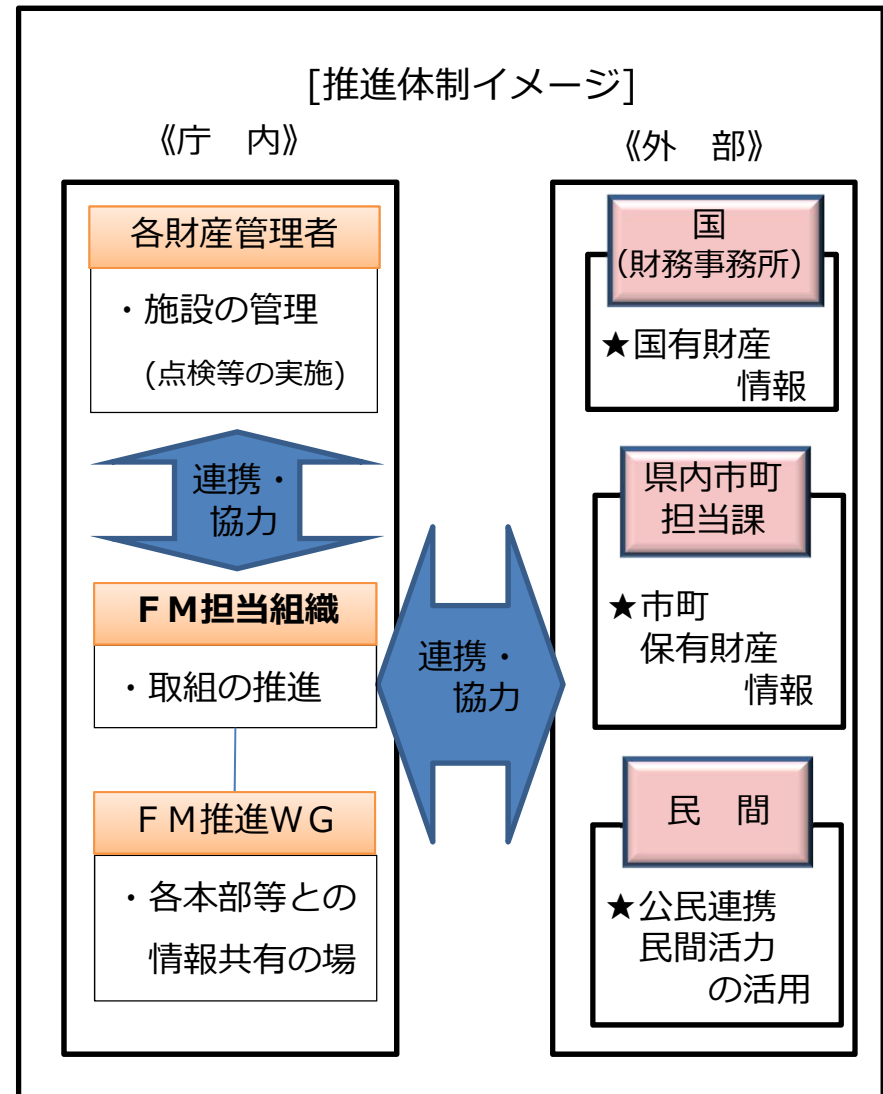 [推進体制イメージ]
《庁　内》
各財産管理者
・施設の管理
(点検等の実施)
連携・
協力
ＦＭ担当組織
・取組の推進
ＦＭ推進ＷＧ
・各本部等との
情報共有の場
連携・
協力
《外　部》
国
(財務事務所)
★国有財産
情報
県内市町
担当課
★市町
保有財産
情報
民　間
★公民連携
民間活力
の活用